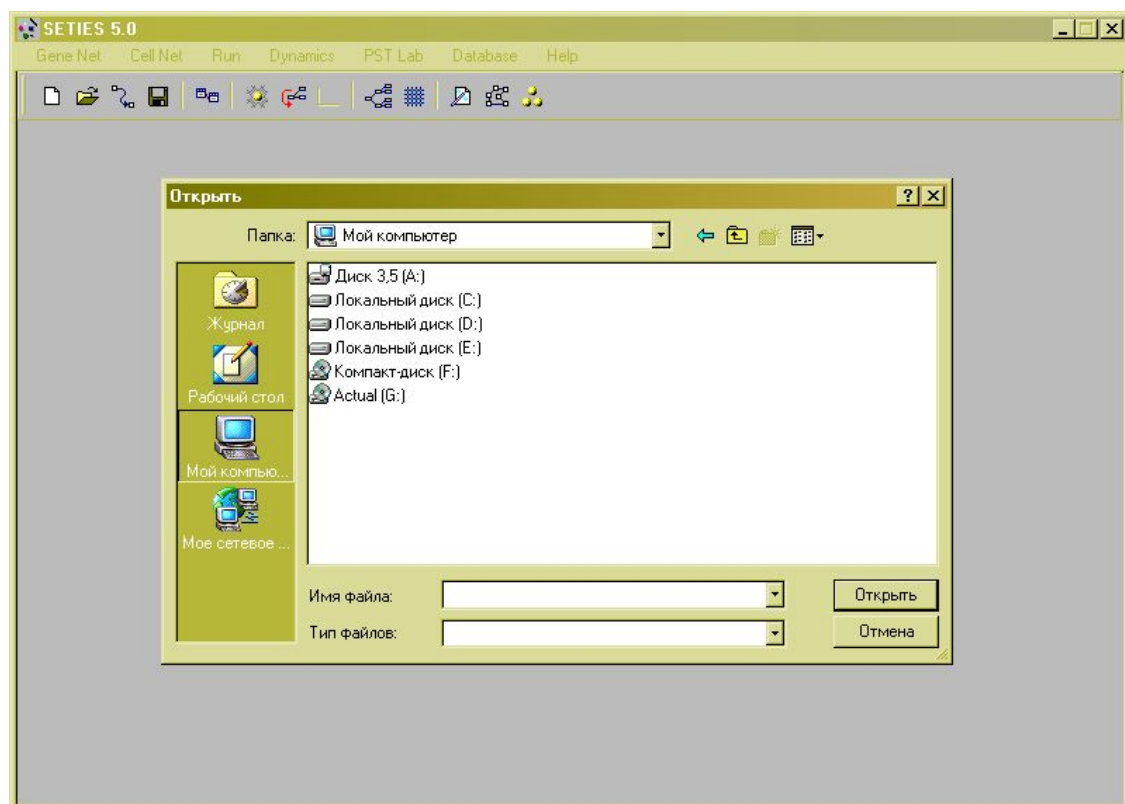 SETIES 5.0
Gene Net Cell Net Run Dynamics PST Lab Database Help
Открыть
Папка: Мой компьютер
Журнал
Рабочий стол
Мой компью...
Мое сетевое ...
Диск 3,5 (A:)
Локальный диск (C:)
Локальный диск (D:)
Локальный диск (E:)
Компакт-диск (F:)
Actual (G:)
Имя файла: Открыть
Тип файлов: Отмена